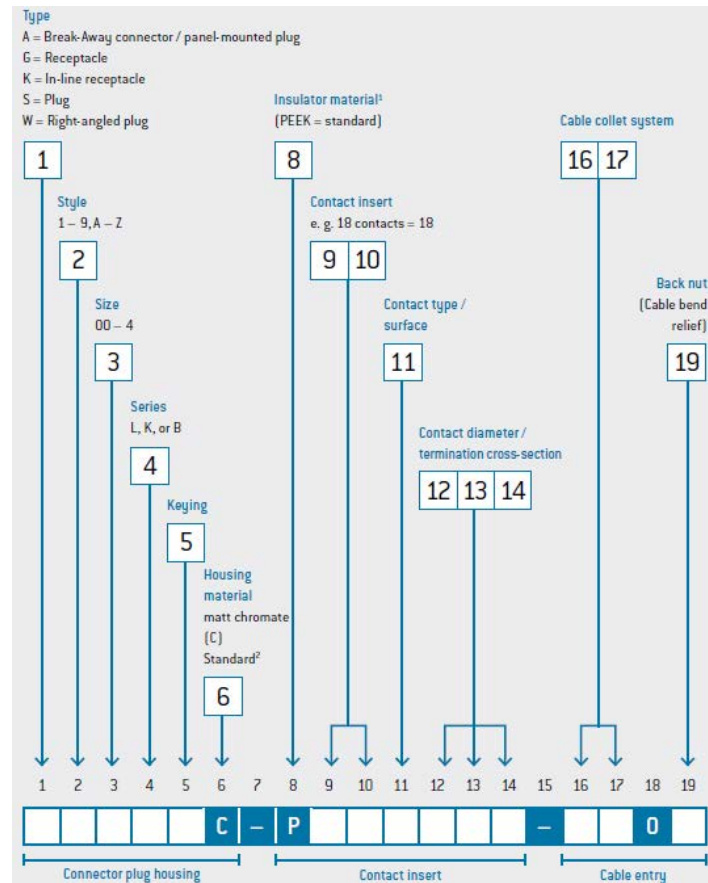 Type
A = Break-Away connector / panel-mounted plug
G = Receptacle
K = In-line receptacle
S = Plug
W = Right-angled plug
1
Insulator material¹
(PEEK = standard)
8
Cable collet system
16 17
Style
1 – 9, A – Z
2
Contact insert
e. g. 18 contacts = 18
9 10
Size
00 – 4
3
Contact type /
surface
11
Back nut
(Cable bend
relief)
19
Series
L, K, or B
4
Contact diameter /
termination cross-section
12 13 14
Keying
5
Housing
material
matt chromate
(C)
Standard²
6
1 2 3 4 5 6 7 8 9 10 11 12 13 14 15 16 17 18 19
C – P – 0
Connector plug housing Contact insert Cable entry